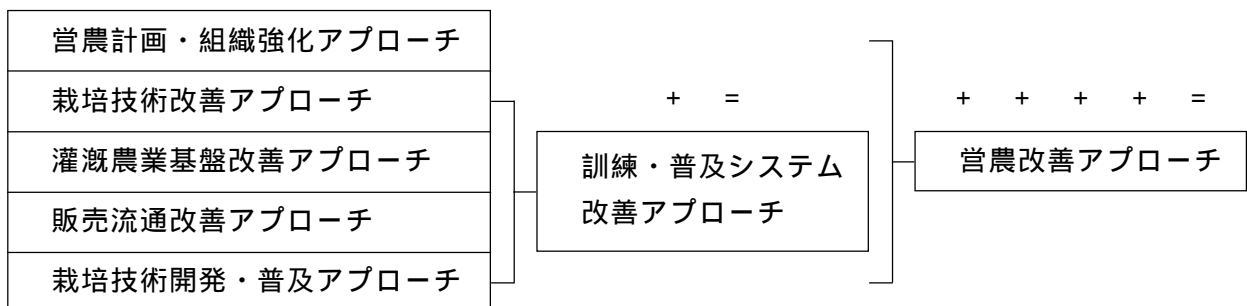 営農計画・組織強化アプローチ
栽培技術改善アプローチ
灌漑農業基盤改善アプローチ
販売流通改善アプローチ
栽培技術開発・普及アプローチ
+ =
訓練・普及システム
改善アプローチ
+ + + + =
営農改善アプローチ